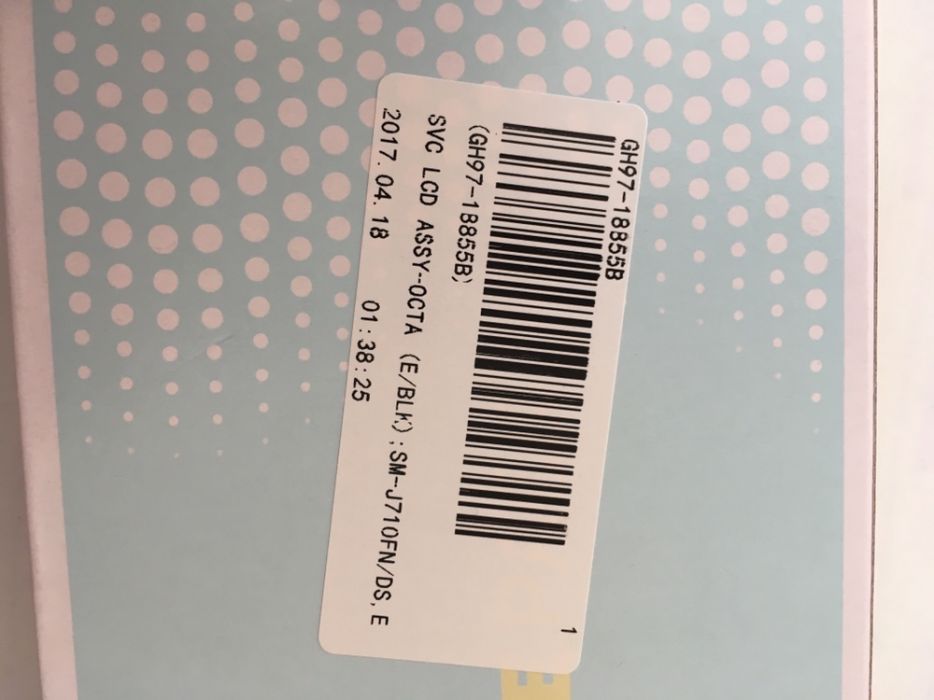 GH97-18855B
(GH97-18855B)
SVC LCD ASSY-OCTA (E/BLK);SM-J710FN/DS,E
2017.04.18 01:38:25
1